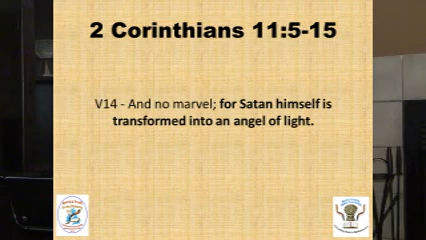 2 Corinthians 11:5-15
V14 - And no marvel; for Satan himself is
transformed into an angel of light.